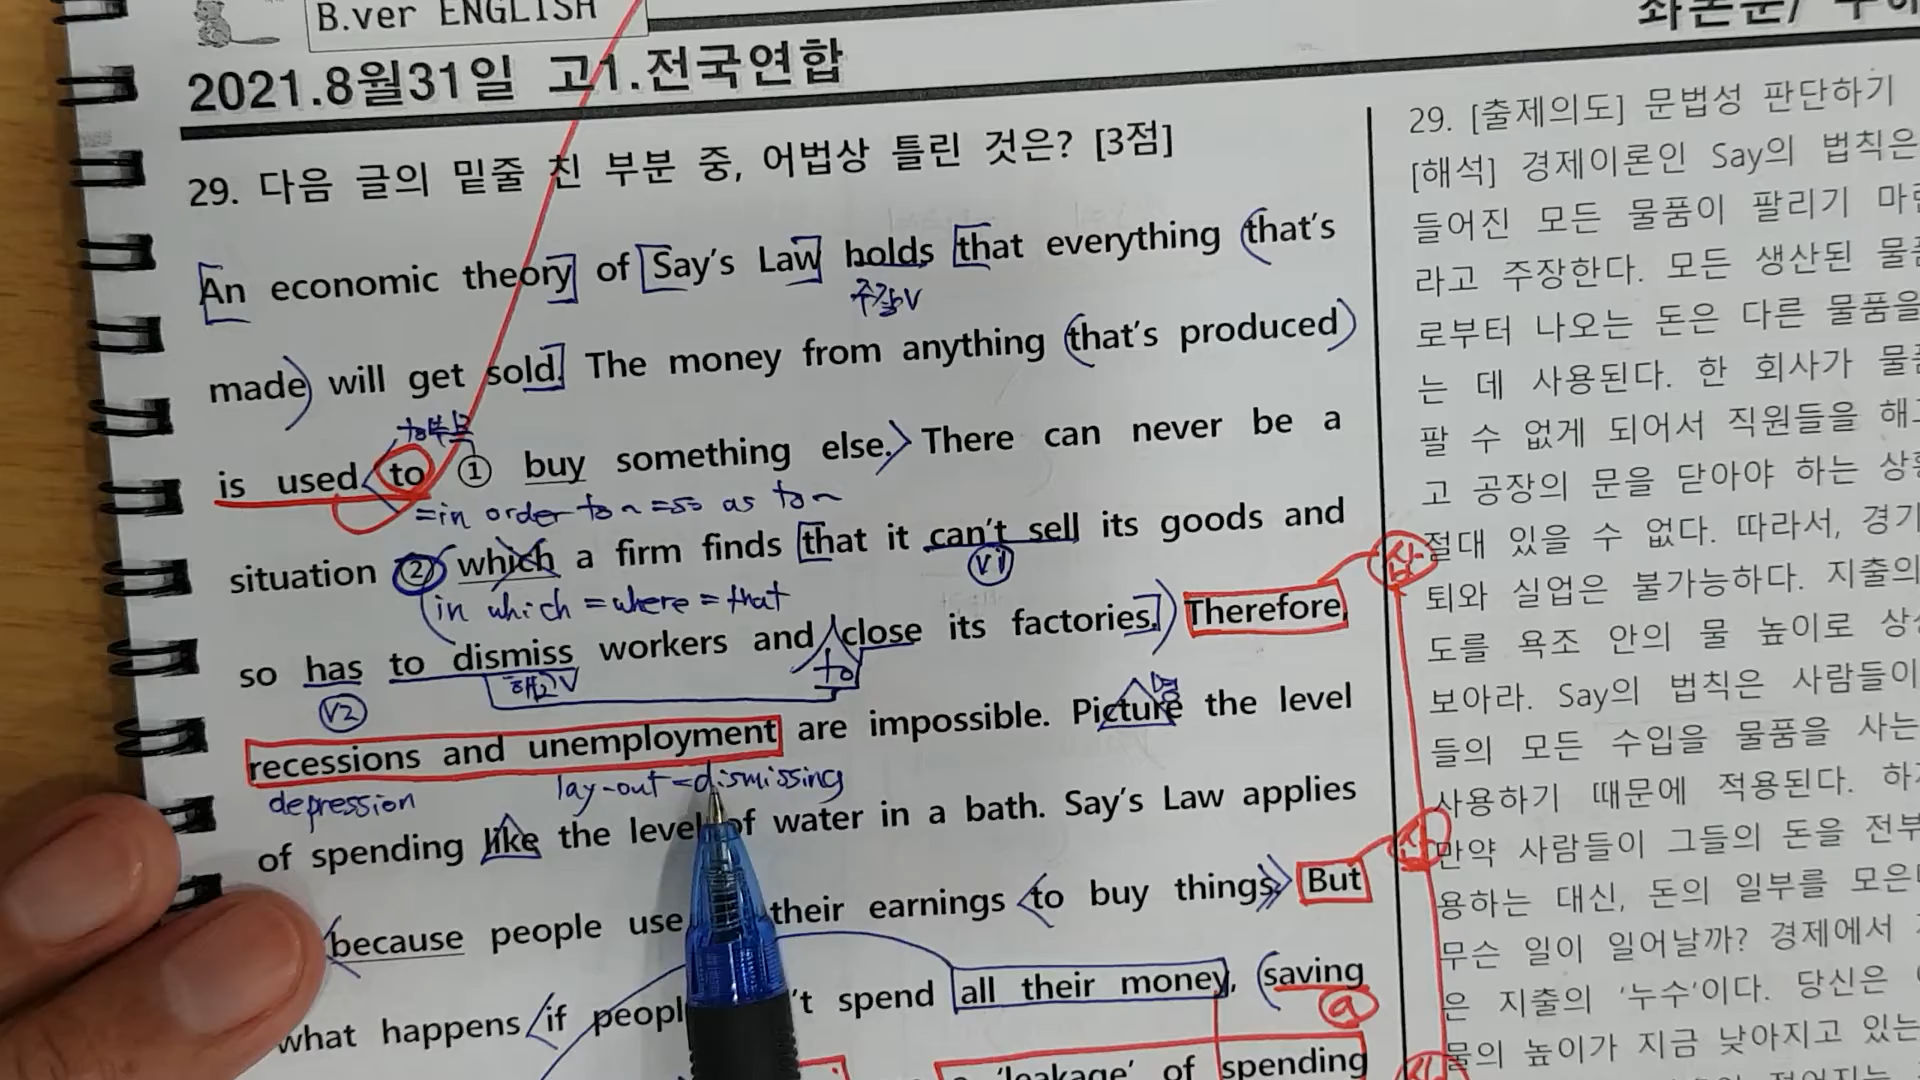 B.ver ENGLISH
2021.8월31일 고1.전국연합
29. 다음 글의 밑줄 친 부분 중, 어법상 틀린 것은? [3점]
An economic theory of Say's Law holds that everything that's
주절V
made will get sold. The money from anything that's produced
to부정
is used to ① buy something else. There can never be a
=in order to ~ =so as to ~
situation ② which a firm finds that it can't sell its goods and
V1
in which = where = that
so has to dismiss workers and close its factories. Therefore,
V2
해고V
to
recessions and unemployment are impossible. Picture the level
depression
lay-out = dismissing
of spending like the level of water in a bath. Say's Law applies
because people use their earnings to buy things. But
what happens if peopl 't spend all their money, saving
a
'leakage' of spending
29. [출제의도] 문법성 판단하기
[해석] 경제이론인 Say의 법칙은
들어진 모든 물품이 팔리기
라고 주장한다. 모든 생산된
로부터 나오는 돈은 다른 물품을
는 데 사용된다. 한 회사가
팔 수 없게 되어서 직원들을
고 공장의 문을 닫아야 하는
절대 있을 수 없다. 따라서,
퇴와 실업은 불가능하다. 지출의
도를 욕조 안의 물 높이로
보아라. Say의 법칙은 사람들이
들의 모든 수입을 물품을 사는
사용하기 때문에 적용된다.
만약 사람들이 그들의 돈을 전부
용하는 대신, 돈의 일부를
무슨 일이 일어날까? 경제에서
은 지출의 '누수'이다. 당신은
물의 높이가 지금 낮아지고 있는